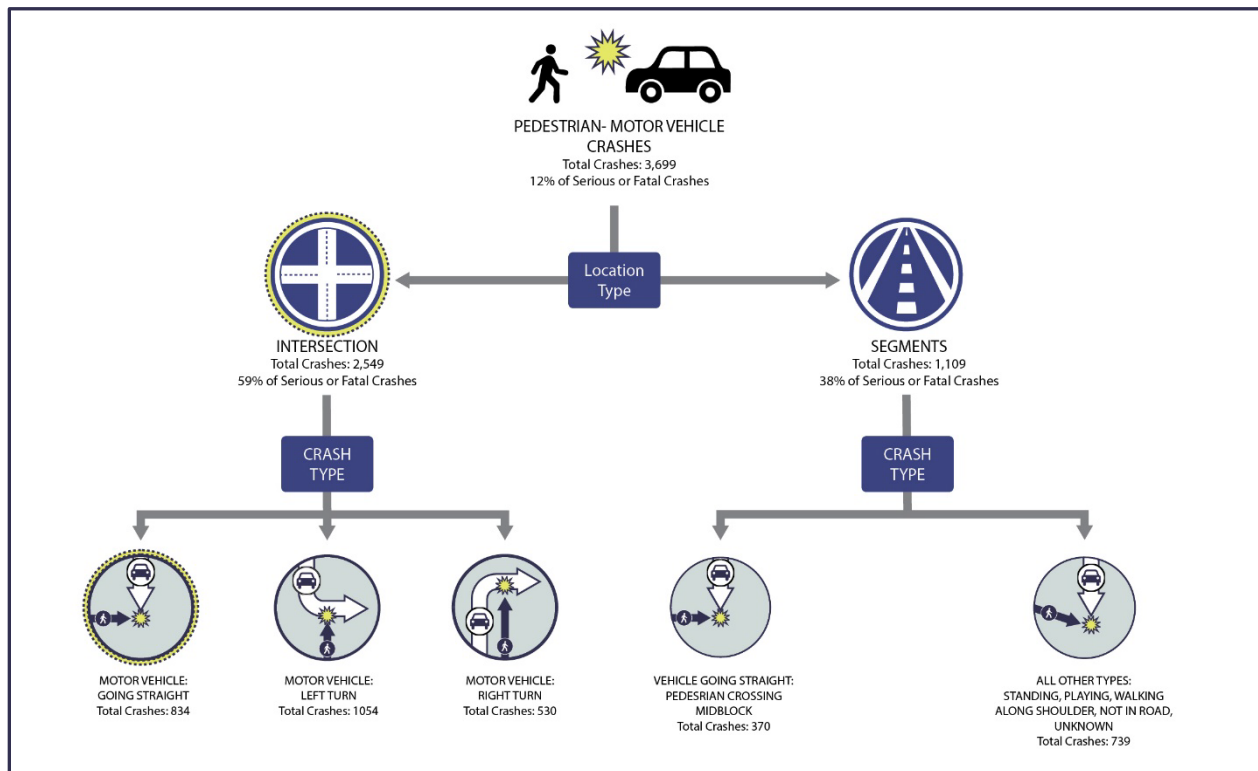 PEDESTRIAN- MOTOR VEHICLE
CRASHES
Total Crashes: 3,699
12% of Serious or Fatal Crashes
Location
Type
INTERSECTION
Total Crashes: 2,549
59% of Serious or Fatal Crashes
SEGMENTS
Total Crashes: 1,109
38% of Serious or Fatal Crashes
CRASH
TYPE
CRASH
TYPE
MOTOR VEHICLE:
GOING STRAIGHT
Total Crashes: 834
MOTOR VEHICLE:
LEFT TURN
Total Crashes: 1054
MOTOR VEHICLE:
RIGHT TURN
Total Crashes: 530
VEHICLE GOING STRAIGHT:
PEDESRIAN CROSSING
MIDBLOCK
Total Crashes: 370
ALL OTHER TYPES:
STANDING, PLAYING, WALKING
ALONG SHOULDER, NOT IN ROAD,
UNKNOWN
Total Crashes: 739